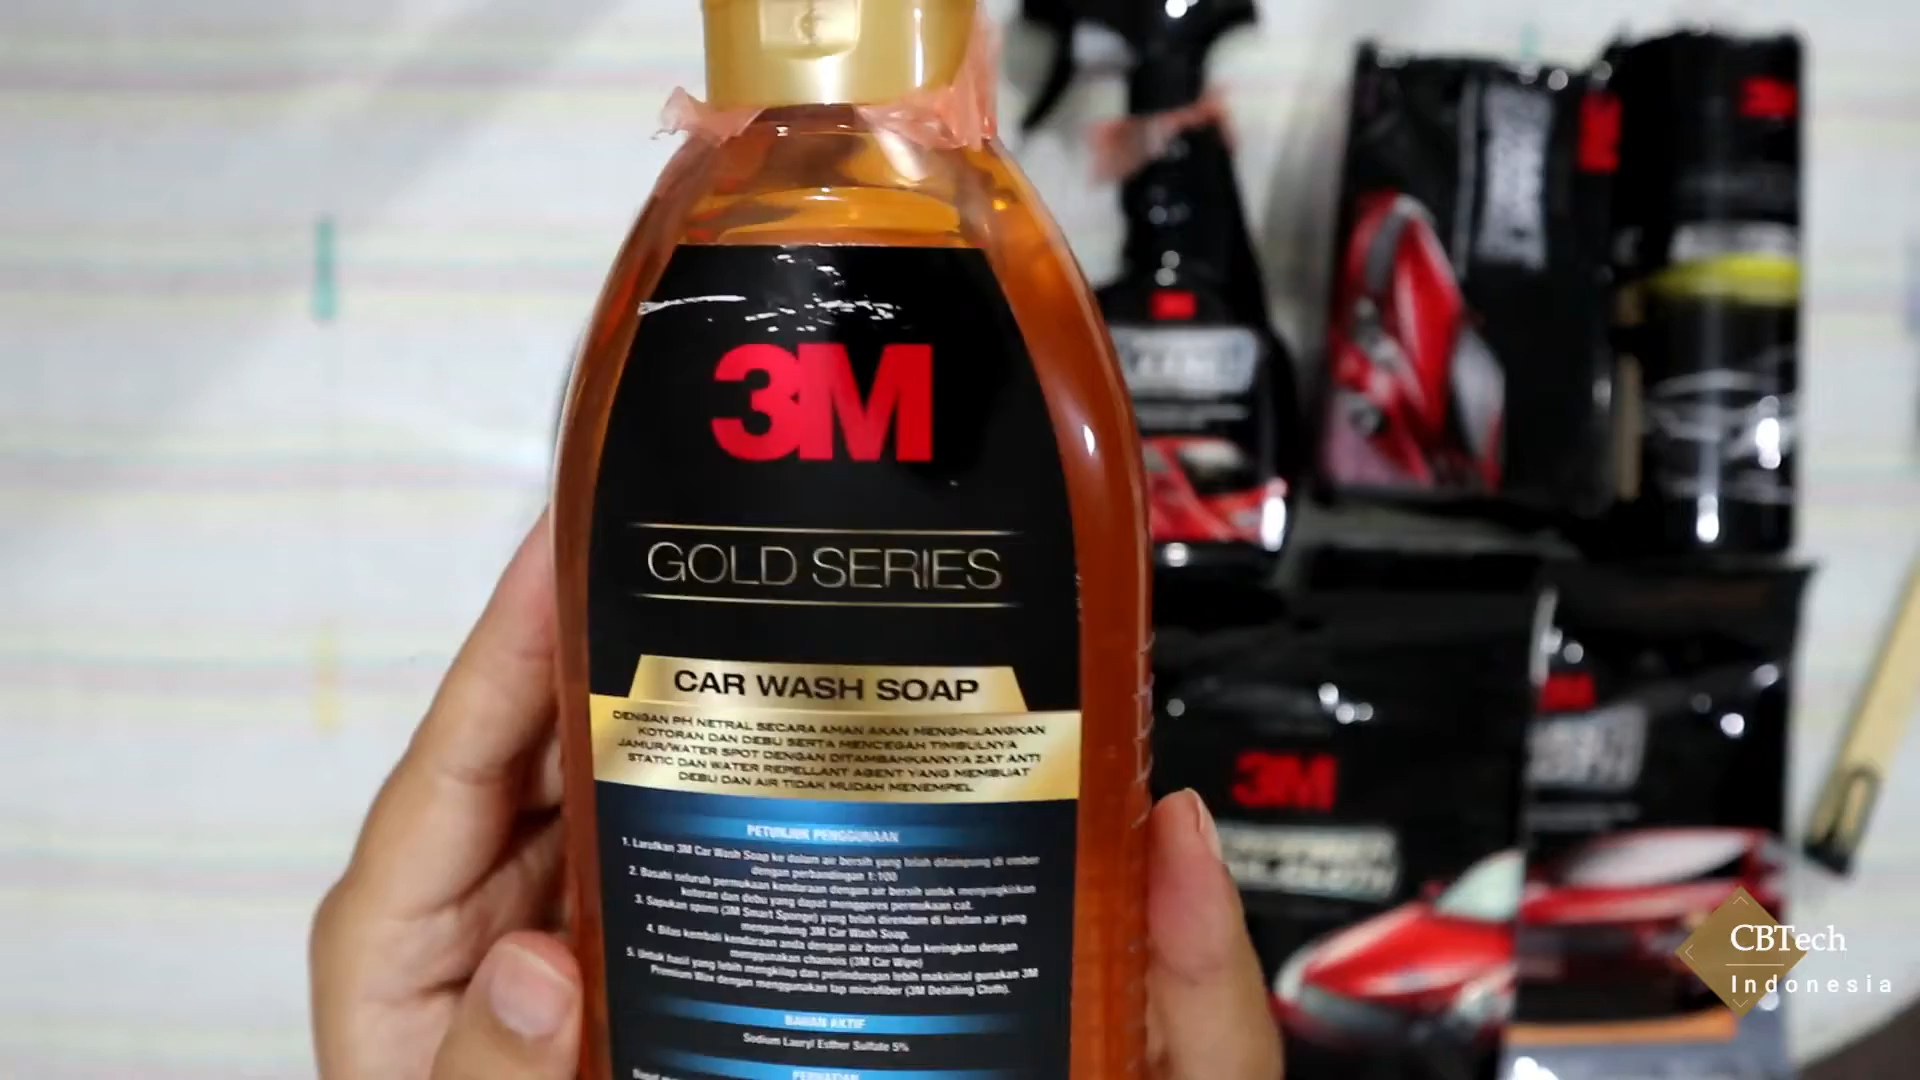 3M
GOLD SERIES
CAR WASH SOAP
DENGAN PH NETRAL SECARA AMAN AKAN MENGHILANGKAN
KOTORAN DAN DEBU SERTA MENCEGAH TIMBULNYA
JAMUR/WATER SPOT DENGAN DITAMBAHKANNYA ZAT ANTI
STATIC DAN WATER REPELLANT AGENT YANG MEMBUAT
DEBU DAN AIR TIDAK MUDAH MENEMPEL
PETUNJUK PENGGUNAAN
1. Larutkan 3M Car Wash Soap ke dalam air bersih yang telah ditampung di ember
dengan perbandingan 1:100
2. Basahi seluruh permukaan kendaraan dengan air bersih untuk menyingkirkan
kotoran dan debu yang dapat menggores permukaan cat.
3. Sapukan spons (3M Smart Sponge) yang telah direndam di larutan air yang
mengandung 3M Car Wash Soap.
4. Bilas kembali kendaraan anda dengan air bersih dan keringkan dengan
menggunakan chamois (3M Car Wipe)
5. Untuk hasil yang lebih mengkilap dan perlindungan lebih maksimal gunakan 3M
Premium Wax dengan menggunakan lap microfiber (3M Detailing Cloth).
BAHAN AKTIF
Sodium Lauryl Esther Sulfate 5%
PERHATIAN
3M
3M
3M
3M
3M
CBTech
Indonesia